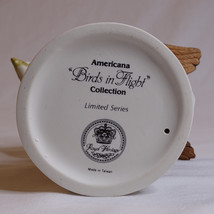 Americana
"Birds in Flight"
Collection
Limited Series
Royal Heritage
Made in Taiwan